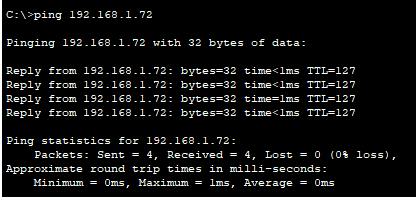 C:\>ping 192.168.1.72
Pinging 192.168.1.72 with 32 bytes of data:
Reply from 192.168.1.72: bytes=32 time<1ms TTL=127
Reply from 192.168.1.72: bytes=32 time<1ms TTL=127
Reply from 192.168.1.72: bytes=32 time=1ms TTL=127
Reply from 192.168.1.72: bytes=32 time<1ms TTL=127
Ping statistics for 192.168.1.72:
Packets: Sent = 4, Received = 4, Lost = 0 (0% loss),
Approximate round trip times in milli-seconds:
Minimum = 0ms, Maximum = 1ms, Average = 0ms